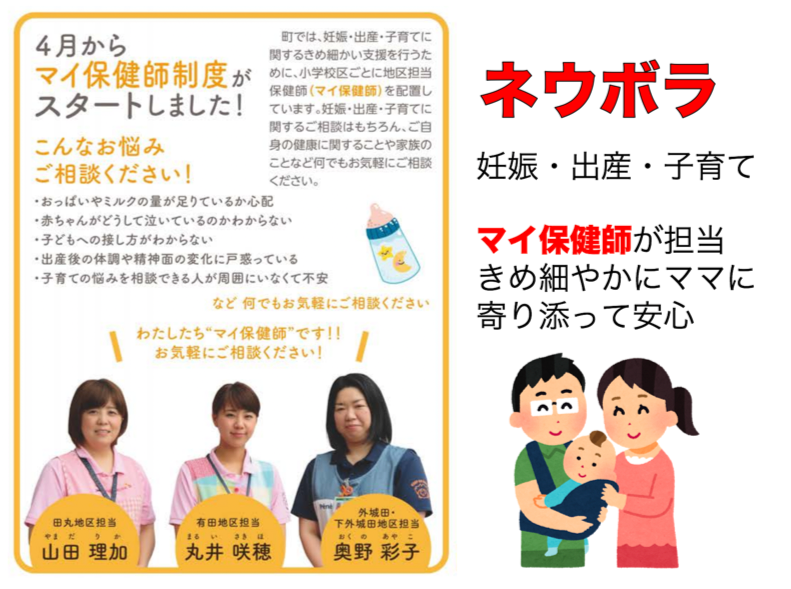 4月から
マイ保健師制度が
スタートしました!
町では、妊娠・出産・子育てに
関するきめ細かい支援を行うた
めに、小学校区ごとに地区担当
保健師(マイ保健師)を配置し
ています。妊娠・出産・子育てに
関するご相談はもちろん、ご自
身の健康に関することや家族の
ことなど何でもお気軽にご相談
ください。
こんなお悩み
ご相談ください!
・おっぱいやミルクの量が足りているか心配
・赤ちゃんがどうして泣いているのかわからない
・子どもへの接し方がわからない
・出産後の体調や精神面の変化に戸惑っている
・子育ての悩みを相談できる人が周囲にいなくて不安
など 何でもお気軽にご相談ください
わたしたち“マイ保健師”です!!
お気軽にご相談ください!
田丸地区担当
やまだ りか
山田 理加
有田地区担当
まるい さきほ
丸井 咲穂
外城田・
下外城田地区担当
おくの あやこ
奥野 彩子
ネウボラ
妊娠・出産・子育て
マイ保健師が担当
きめ細やかにママに
寄り添って安心